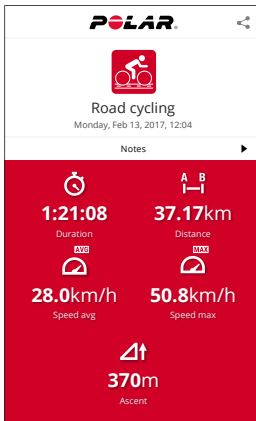 POLAR.
Road cycling
Monday, Feb 13, 2017, 12:04
Notes
A B
1:21:08 37.17km
Duration Distance
AVG MAX
28.0km/h 50.8km/h
Speed avg Speed max
370m
Ascent